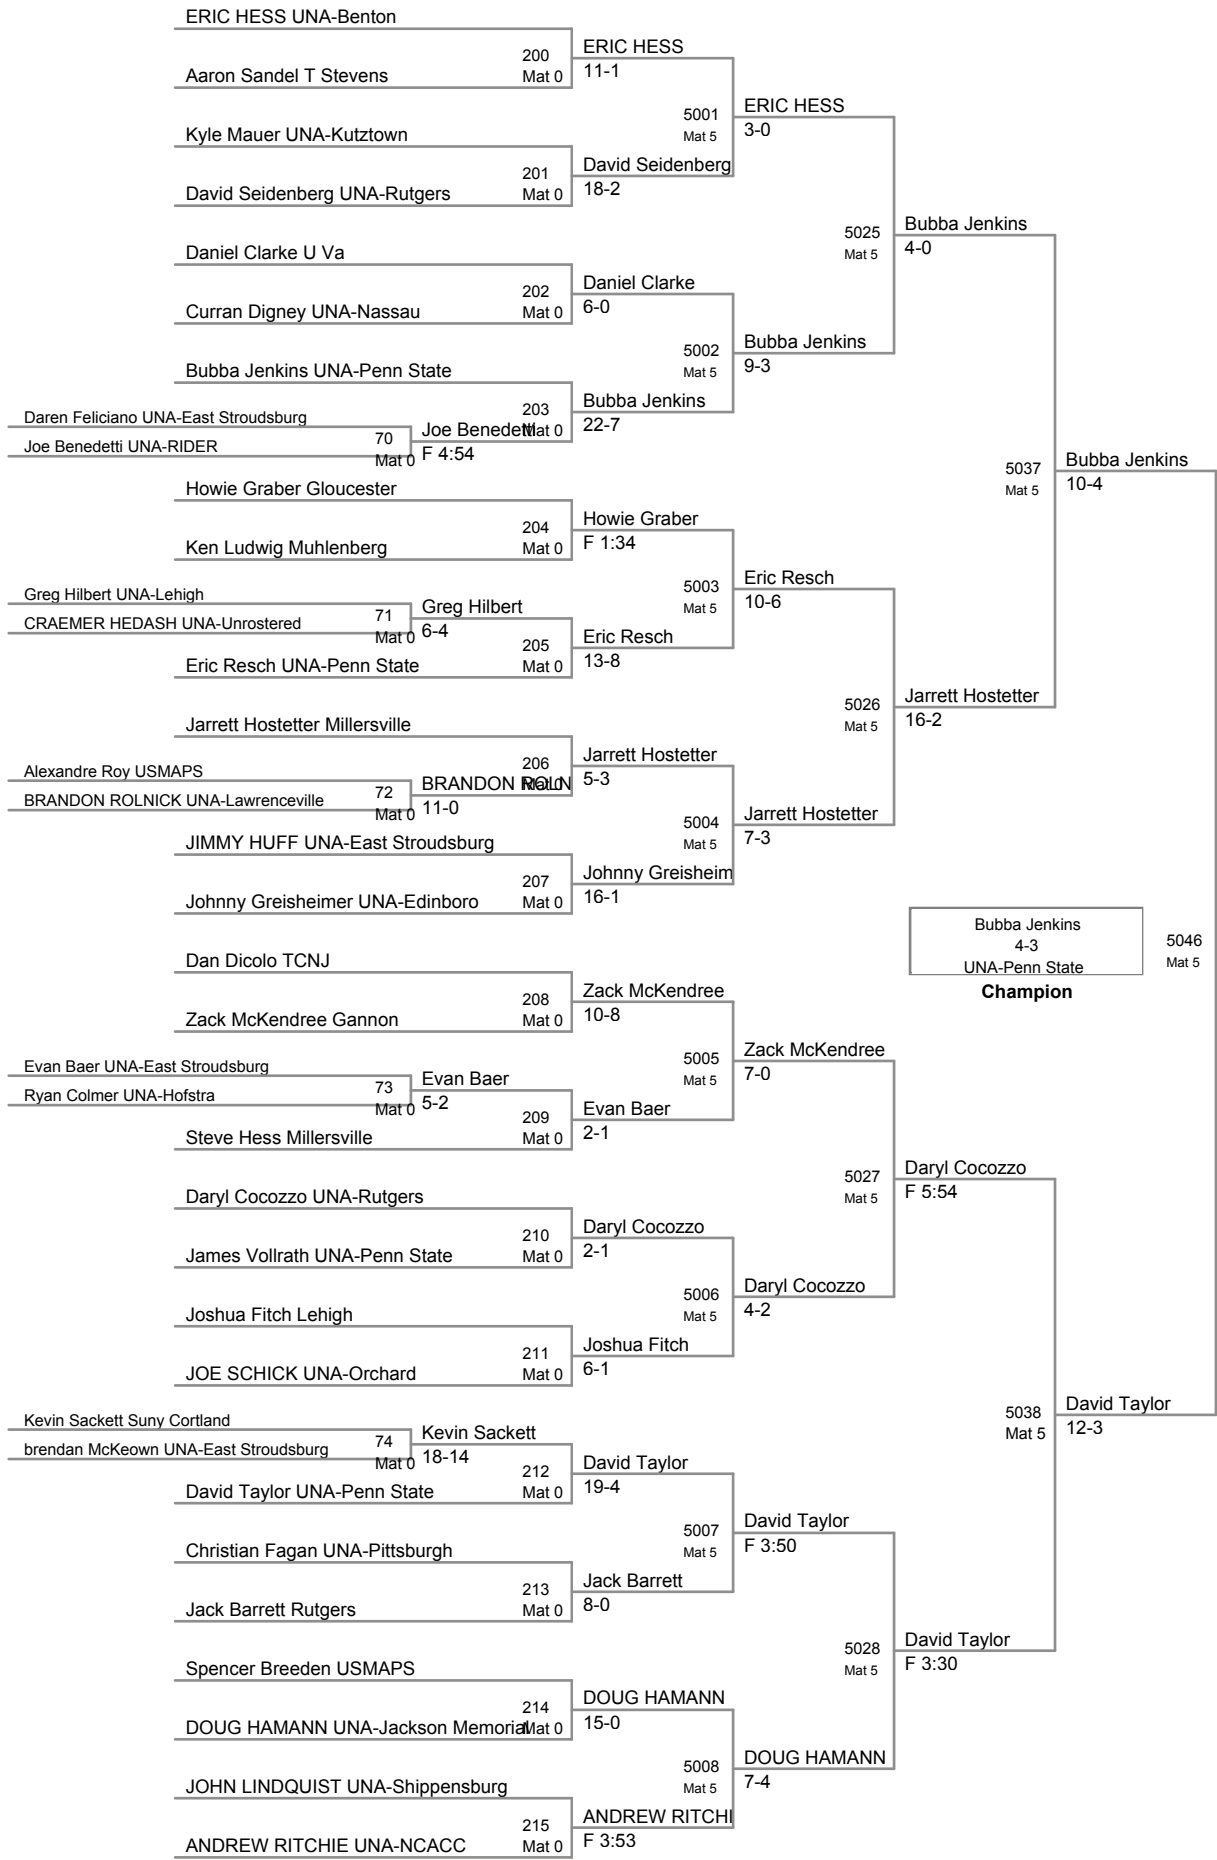 ERIC HESS UNA-Benton
200
Mat 0
ERIC HESS
11-1
Aaron Sandel T Stevens
5001
Mat 5
ERIC HESS
3-0
Kyle Mauer UNA-Kutztown
201
Mat 0
David Seidenberg
18-2
David Seidenberg UNA-Rutgers
5025
Mat 5
Bubba Jenkins
4-0
Daniel Clarke U Va
202
Mat 0
Daniel Clarke
6-0
Curran Digney UNA-Nassau
5002
Mat 5
Bubba Jenkins
9-3
Bubba Jenkins UNA-Penn State
203
Mat 0
Bubba Jenkins
22-7
Daren Feliciano UNA-East Stroudsburg
70
Mat 0
Joe Benedetti
F 4:54
Joe Benedetti UNA-RIDER
5037
Mat 5
Bubba Jenkins
10-4
Howie Graber Gloucester
204
Mat 0
Howie Graber
F 1:34
Ken Ludwig Muhlenberg
5003
Mat 5
Eric Resch
10-6
Greg Hilbert UNA-Lehigh
71
Mat 0
Greg Hilbert
6-4
CRAEMER HEDASH UNA-Unrostered
205
Mat 0
Eric Resch
13-8
Eric Resch UNA-Penn State
5026
Mat 5
Jarrett Hostetter
16-2
Jarrett Hostetter Millersville
206
Mat 0
Jarrett Hostetter
5-3
Alexandre Roy USMAPS
72
Mat 0
BRANDON ROLN
11-0
BRANDON ROLNICK UNA-Lawrenceville
5004
Mat 5
Jarrett Hostetter
7-3
JIMMY HUFF UNA-East Stroudsburg
207
Mat 0
Johnny Greisheim
16-1
Johnny Greisheimer UNA-Edinboro
Bubba Jenkins
4-3
UNA-Penn State
Champion
5046
Mat 5
Dan Dicolo TCNJ
208
Mat 0
Zack McKendree
10-8
Zack McKendree Gannon
5005
Mat 5
Zack McKendree
7-0
Evan Baer UNA-East Stroudsburg
73
Mat 0
Evan Baer
5-2
Ryan Colmer UNA-Hofstra
209
Mat 0
Evan Baer
2-1
Steve Hess Millersville
5027
Mat 5
Daryl Cocozzo
F 5:54
Daryl Cocozzo UNA-Rutgers
210
Mat 0
Daryl Cocozzo
2-1
James Vollrath UNA-Penn State
5006
Mat 5
Daryl Cocozzo
4-2
Joshua Fitch Lehigh
211
Mat 0
Joshua Fitch
6-1
JOE SCHICK UNA-Orchard
5038
Mat 5
David Taylor
12-3
Kevin Sackett Suny Cortland
74
Mat 0
Kevin Sackett
18-14
brendan McKeown UNA-East Stroudsburg
212
Mat 0
David Taylor
19-4
David Taylor UNA-Penn State
5007
Mat 5
David Taylor
F 3:50
Christian Fagan UNA-Pittsburgh
213
Mat 0
Jack Barrett
8-0
Jack Barrett Rutgers
5028
Mat 5
David Taylor
F 3:30
Spencer Breeden USMAPS
214
Mat 0
DOUG HAMANN
15-0
DOUG HAMANN UNA-Jackson Memorial
5008
Mat 5
DOUG HAMANN
7-4
JOHN LINDQUIST UNA-Shippensburg
215
Mat 0
ANDREW RITCHI
F 3:53
ANDREW RITCHIE UNA-NCACC